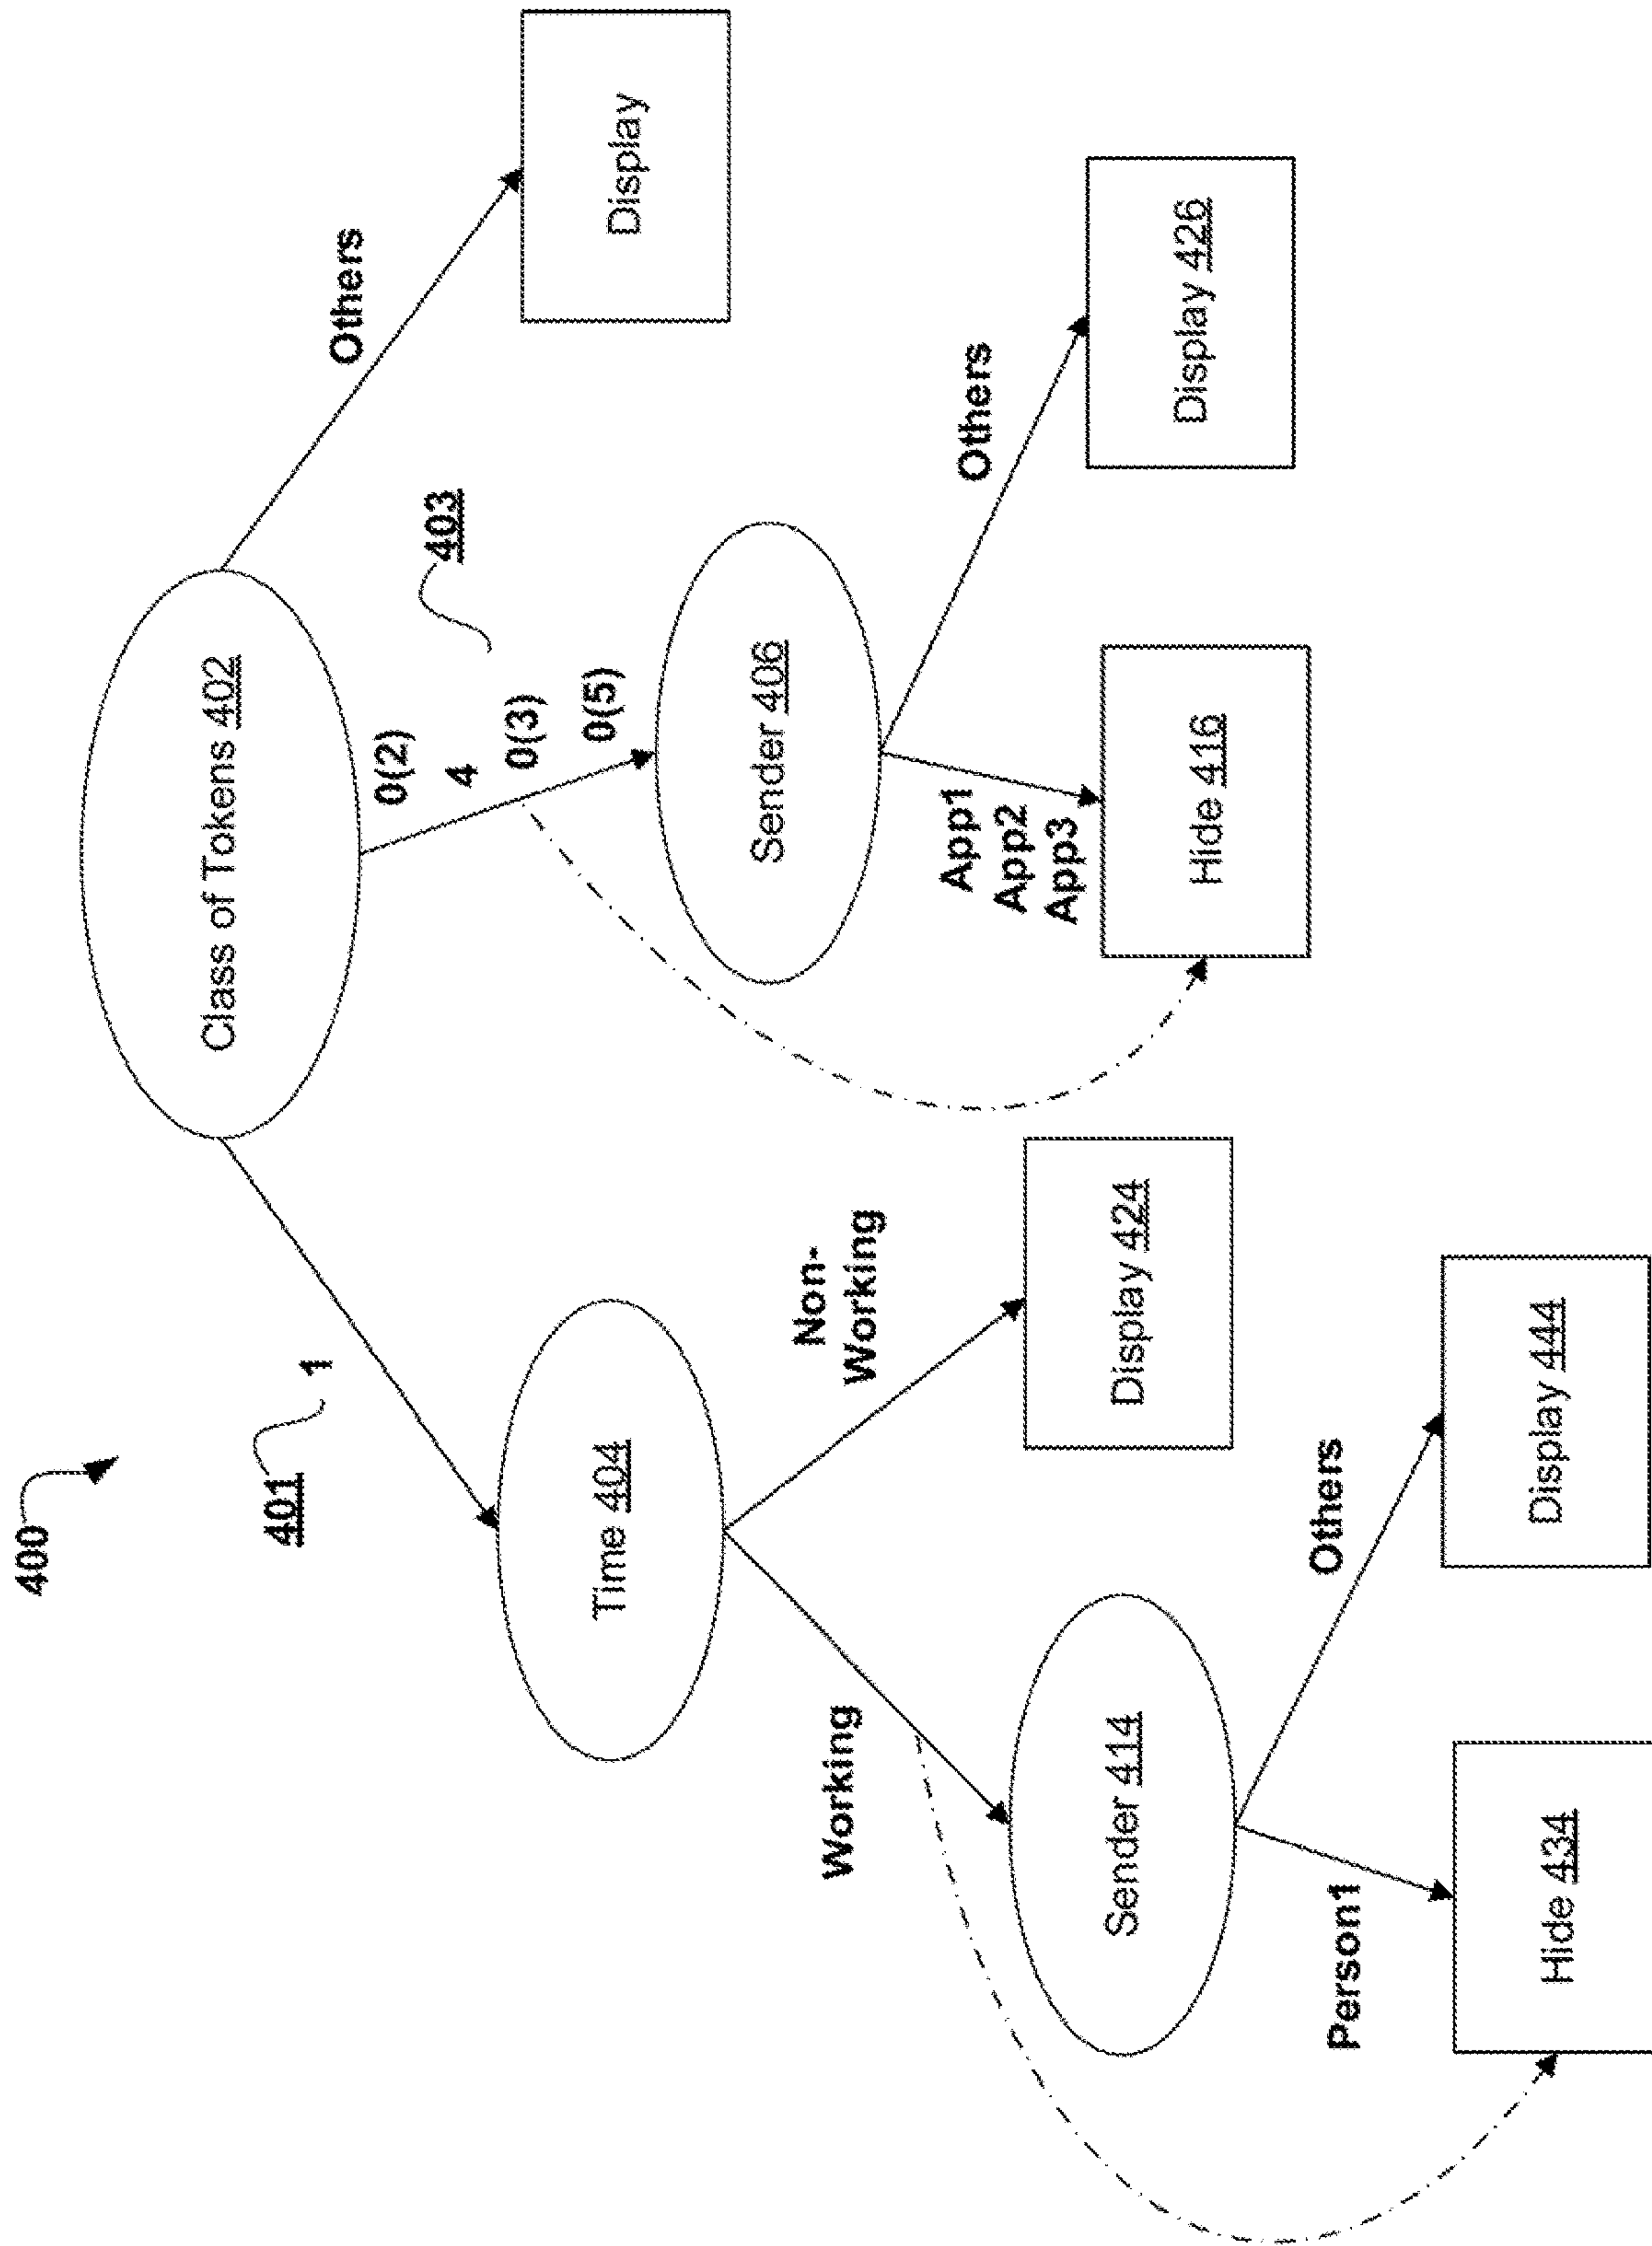 400
401
1
Class of Tokens 402
Others
0(2)
4
0(3)
0(5)
403
Time 404
Sender 406
Display
Working
Non-
Working
App1
App2
App3
Others
Sender 414
Display 424
Hide 416
Display 426
Person1
Others
Hide 434
Display 444